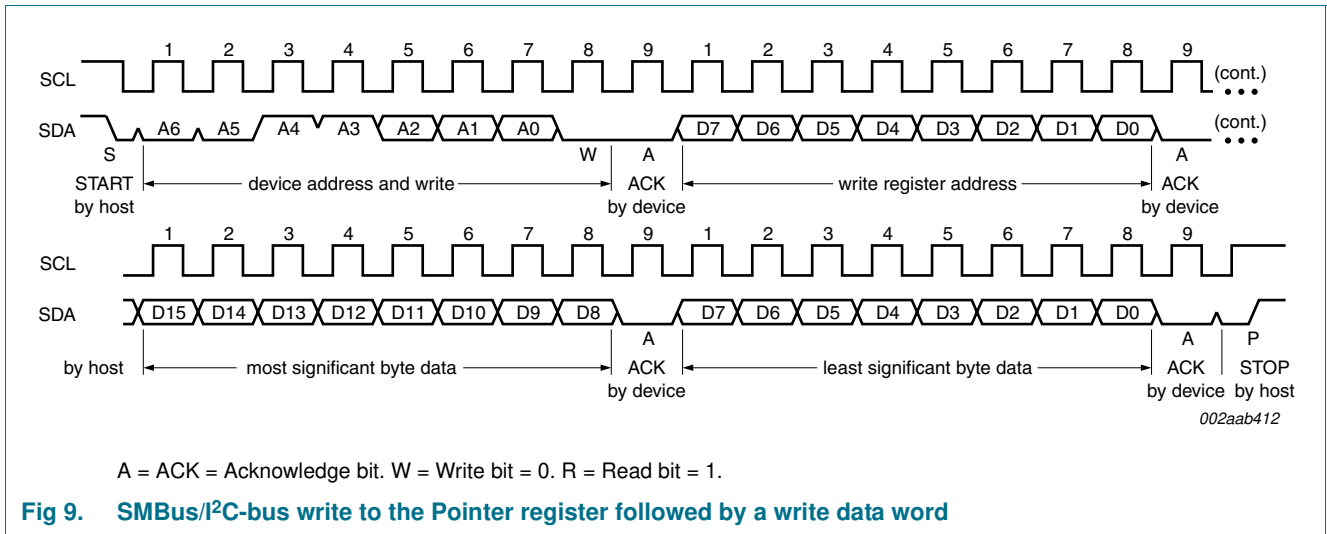 1 2 3 4 5 6 7 8 9 1 2 3 4 5 6 7 8 9
SCL (cont.)
SDA A6 A5 A4 A3 A2 A1 A0 D7 D6 D5 D4 D3 D2 D1 D0 (cont.)
S W A A
START device address and write ACK write register address ACK
by host by device by device
1 2 3 4 5 6 7 8 9 1 2 3 4 5 6 7 8 9
SCL
SDA D15 D14 D13 D12 D11 D10 D9 D8 D7 D6 D5 D4 D3 D2 D1 D0
A A P
by host most significant byte data ACK least significant byte data ACK STOP
by device by device by host
002aab412
A = ACK = Acknowledge bit. W = Write bit = 0. R = Read bit = 1.
Fig 9. SMBus/I²C-bus write to the Pointer register followed by a write data word